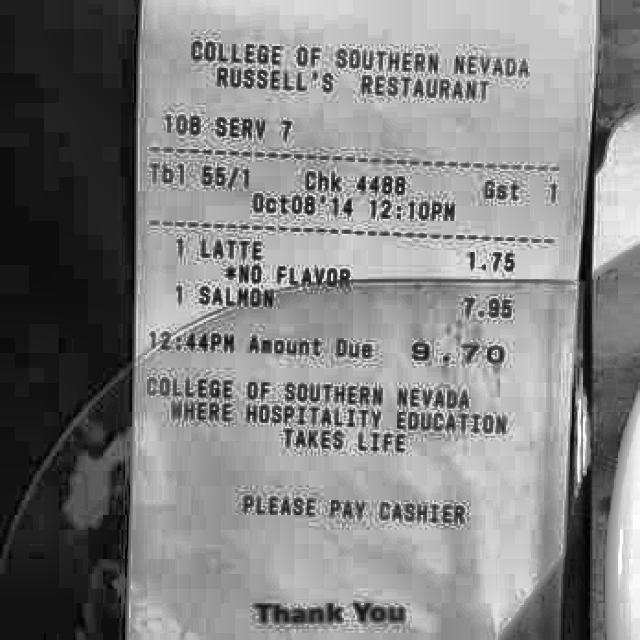 COLLEGE OF SOUTHERN NEVADA
RUSSELL'S RESTAURANT
108 SERV 7
Tbl 55/1 Chk 4488 Gst 1
Oct08'14 12:10PM
1 LATTE 1.75
*NO FLAVOR
1 SALMON 7.95
12:44PM Amount Due 9.70
COLLEGE OF SOUTHERN NEVADA
WHERE HOSPITALITY EDUCATION
TAKES LIFE
PLEASE PAY CASHIER
Thank You